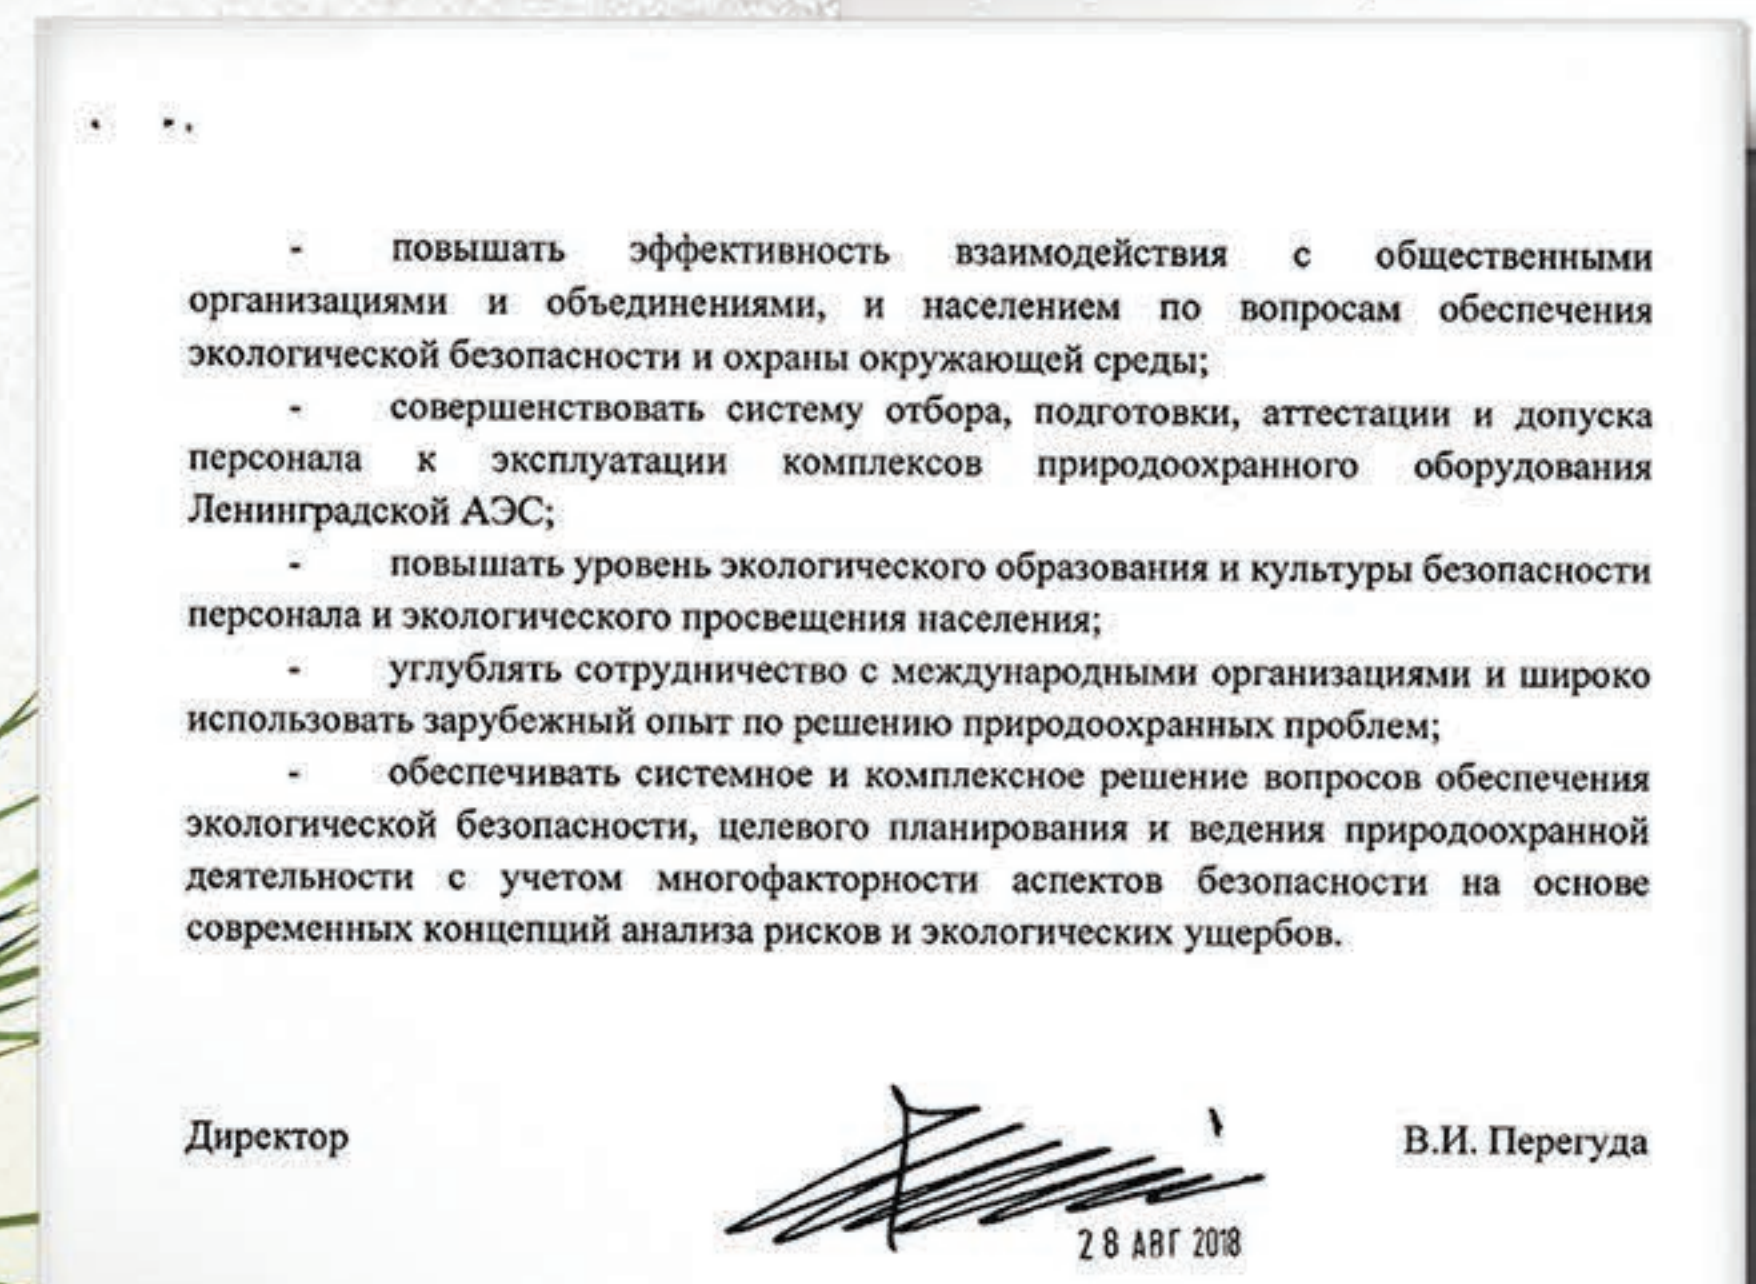 - повышать эффективность взаимодействия с общественными
организациями и объединениями, и населением по вопросам обеспечения
экологической безопасности и охраны окружающей среды;
- совершенствовать систему отбора, подготовки, аттестации и допуска
персонала к эксплуатации комплексов природоохранного оборудования
Ленинградской АЭС;
- повышать уровень экологического образования и культуры безопасности
персонала и экологического просвещения населения;
- углублять сотрудничество с международными организациями и широко
использовать зарубежный опыт по решению природоохранных проблем;
- обеспечивать системное и комплексное решение вопросов обеспечения
экологической безопасности, целевого планирования и ведения природоохранной
деятельности с учетом многофакторности аспектов безопасности на основе
современных концепций анализа рисков и экологических ущербов.
Директор В.И. Перегуда
28 АВГ 2018